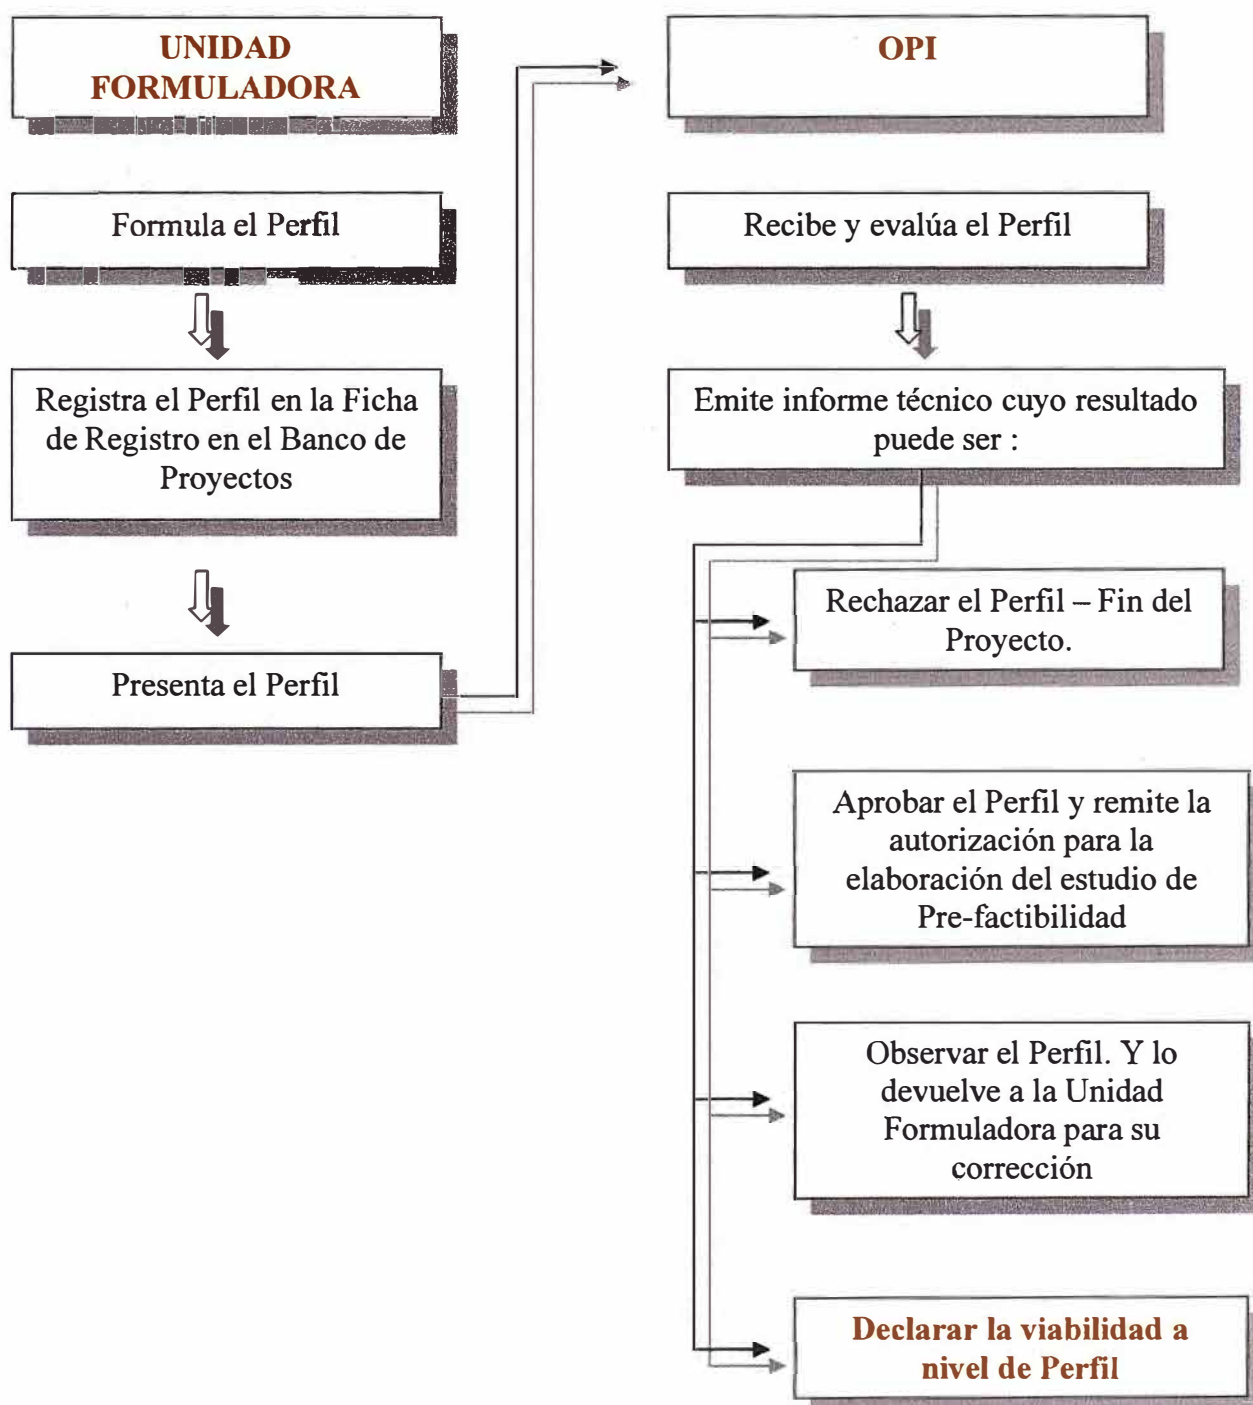 UNIDAD
FORMULADORA
Formula el Perfil
Registra el Perfil en la Ficha
de Registro en el Banco de
Proyectos
Presenta el Perfil
OPI
Recibe y evalúa el Perfil
Emite informe técnico cuyo resultado
puede ser :
Rechazar el Perfil – Fin del
Proyecto.
Aprobar el Perfil y remite la
autorización para la
elaboración del estudio de
Pre-factibilidad
Observar el Perfil. Y lo
devuelve a la Unidad
Formuladora para su
corrección
Declarar la viabilidad a
nivel de Perfil